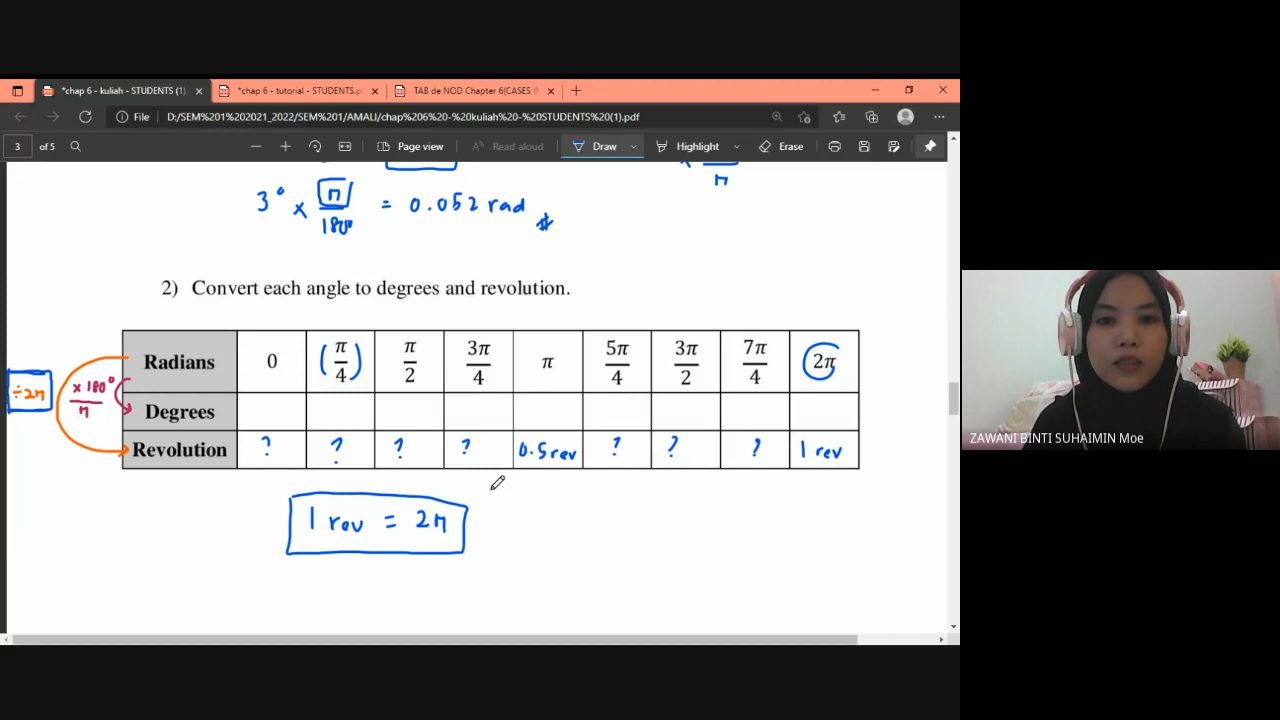 *chap 6 - kuliah - STUDENTS (1).
*chap 6 - tutorial - STUDENTS.p
TAB de NOD Chapter 6(CASES I
File D:/SEM%201%202021_2022/SEM%201/AMALI/chap%206%20-%20kuliah%20-%20STUDENTS%20(1).pdf
3 of 5 Page view Read aloud Draw Highlight Erase
π
3° × π/180° = 0.052 rad
2) Convert each angle to degrees and revolution.
Radians 0 (π/4) π/2 3π/4 π 5π/4 3π/2 7π/4 2π
÷2π
× 180°/π
Degrees
Revolution ? ? ? ? 0.5rev ? ? ? 1 rev
1 rev = 2π
ZAWANI BINTI SUHAIMIN Moe